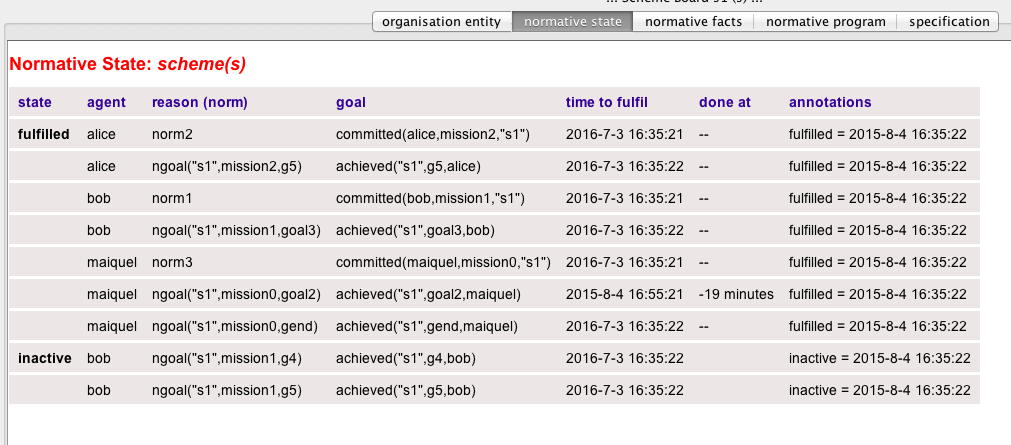 ... Scheme Board s1 (s) ...
organisation entity normative state normative facts normative program specification
Normative State: scheme(s)
state agent reason (norm) goal time to fulfil done at annotations
fulfilled alice norm2 committed(alice,mission2,"s1") 2016-7-3 16:35:21 -- fulfilled = 2015-8-4 16:35:22
alice ngoal("s1",mission2,g5) achieved("s1",g5,alice) 2016-7-3 16:35:22 -- fulfilled = 2015-8-4 16:35:22
bob norm1 committed(bob,mission1,"s1") 2016-7-3 16:35:21 -- fulfilled = 2015-8-4 16:35:22
bob ngoal("s1",mission1,goal3) achieved("s1",goal3,bob) 2016-7-3 16:35:22 -- fulfilled = 2015-8-4 16:35:22
maiquel norm3 committed(maiquel,mission0,"s1") 2016-7-3 16:35:21 -- fulfilled = 2015-8-4 16:35:22
maiquel ngoal("s1",mission0,goal2) achieved("s1",goal2,maiquel) 2015-8-4 16:55:21 -19 minutes fulfilled = 2015-8-4 16:35:22
maiquel ngoal("s1",mission0,gend) achieved("s1",gend,maiquel) 2016-7-3 16:35:22 -- fulfilled = 2015-8-4 16:35:22
inactive bob ngoal("s1",mission1,g4) achieved("s1",g4,bob) 2016-7-3 16:35:22 inactive = 2015-8-4 16:35:22
bob ngoal("s1",mission1,g5) achieved("s1",g5,bob) 2016-7-3 16:35:22 inactive = 2015-8-4 16:35:22